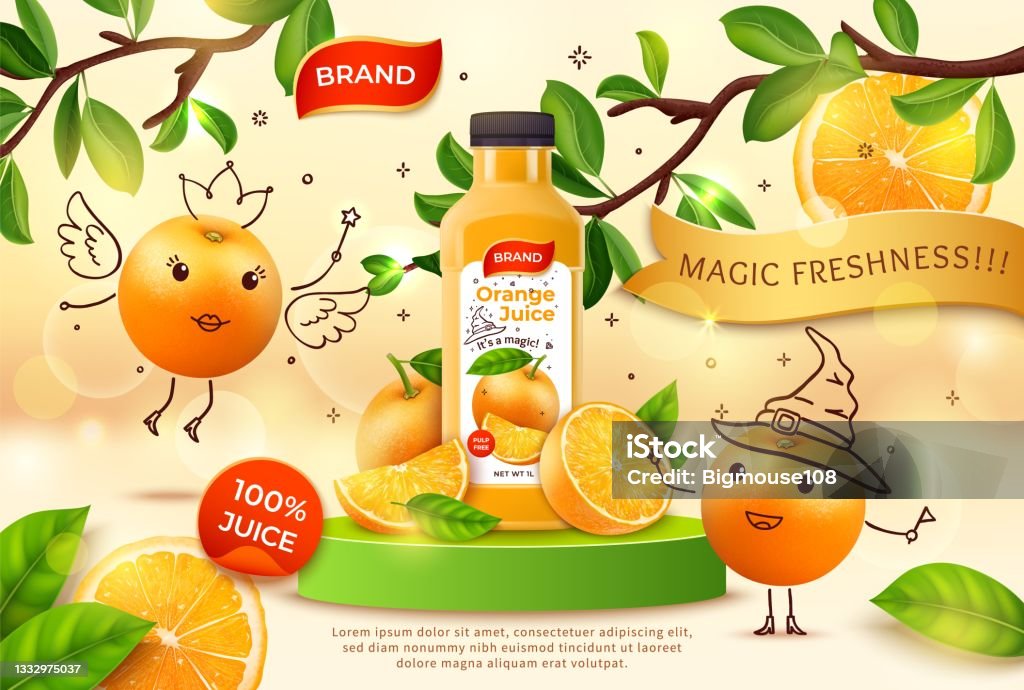 BRAND
MAGIC FRESHNESS!!!
BRAND
Orange
Juice
It's a magic!
PULP
FREE
NET WT 1L
iStock™
Credit: Bigmouse108
100%
JUICE
Lorem ipsum dolor sit amet, consectetuer adipiscing elit,
sed diam nonummy nibh euismod tincidunt ut laoreet
dolore magna aliquam erat volutpat.
1332975037